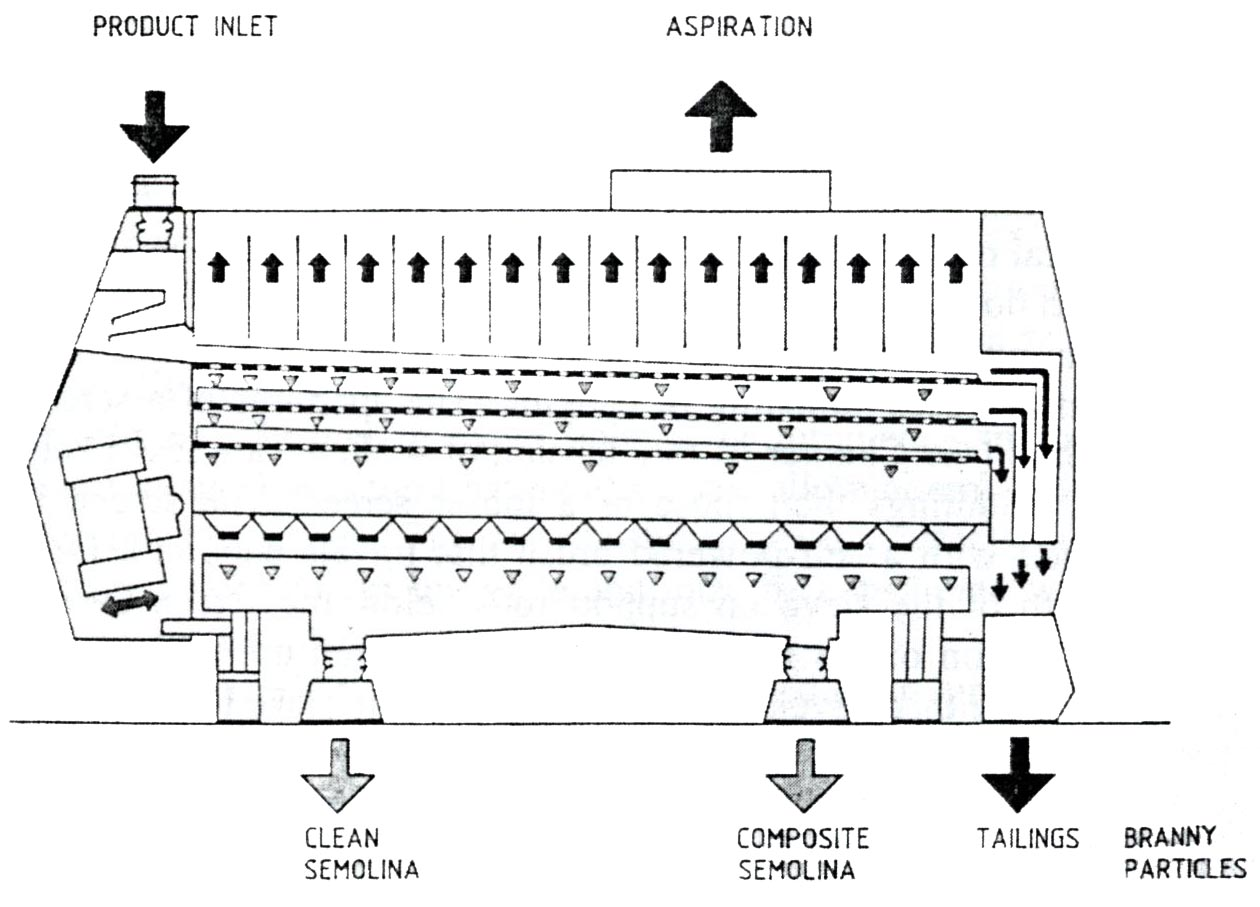 PRODUCT INLET
ASPIRATION
CLEAN
SEMOLINA
COMPOSITE
SEMOLINA
TAILINGS
BRANNY
PARTICLES